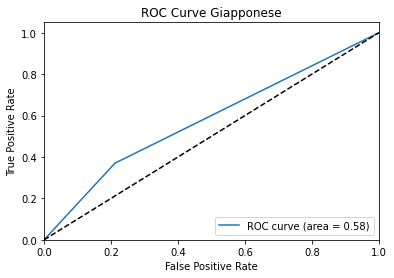 ROC Curve Giapponese
True Positive Rate
1.0
0.8
0.6
0.4
0.2
0.0
ROC curve (area = 0.58)
0.0 0.2 0.4 0.6 0.8 1.0
False Positive Rate